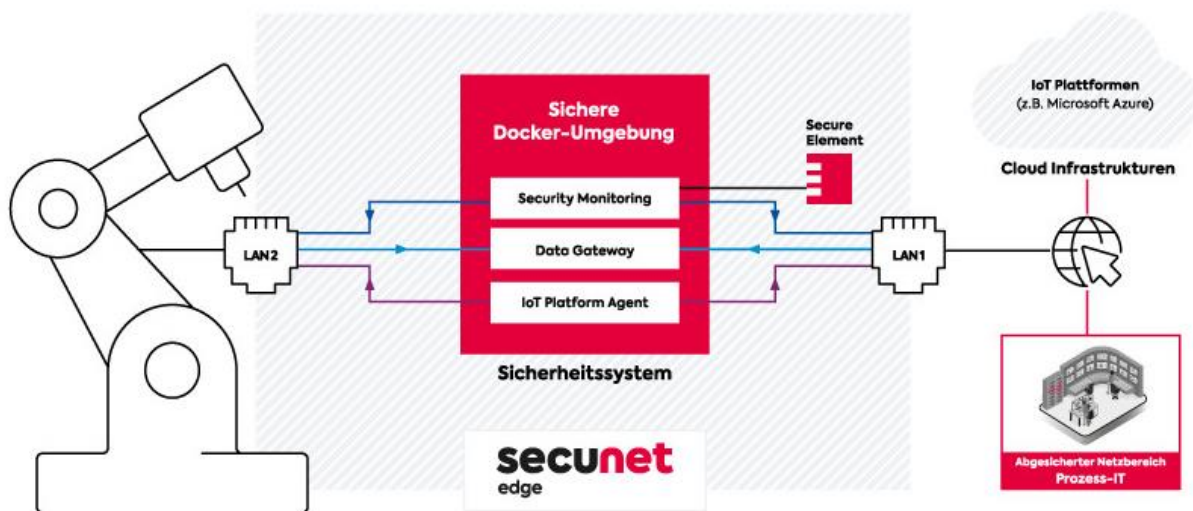 Sichere
Docker-Umgebung
Security Monitoring
Data Gateway
IoT Platform Agent
Sicherheitssystem
Secure
Element
LAN2
LAN1
IoT Plattformen
(z.B. Microsoft Azure)
Cloud Infrastrukturen
Abgesicherter Netzbereich
Prozess-IT
secunet
edge